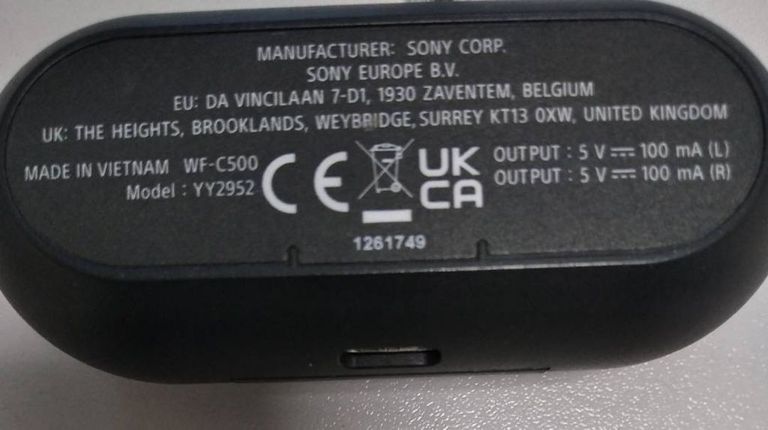 MANUFACTURER: SONY CORP.
SONY EUROPE B.V.
EU: DA VINCILAAN 7-D1, 1930 ZAVENTEM, BELGIUM
UK: THE HEIGHTS, BROOKLANDS, WEYBRIDGE, SURREY KT13 0XW, UNITED KINGDOM
MADE IN VIETNAM WF-C500
Model : YY2952
CE
UK
CA
OUTPUT : 5 V ⎓ 100 mA (L)
OUTPUT : 5 V ⎓ 100 mA (R)
1261749